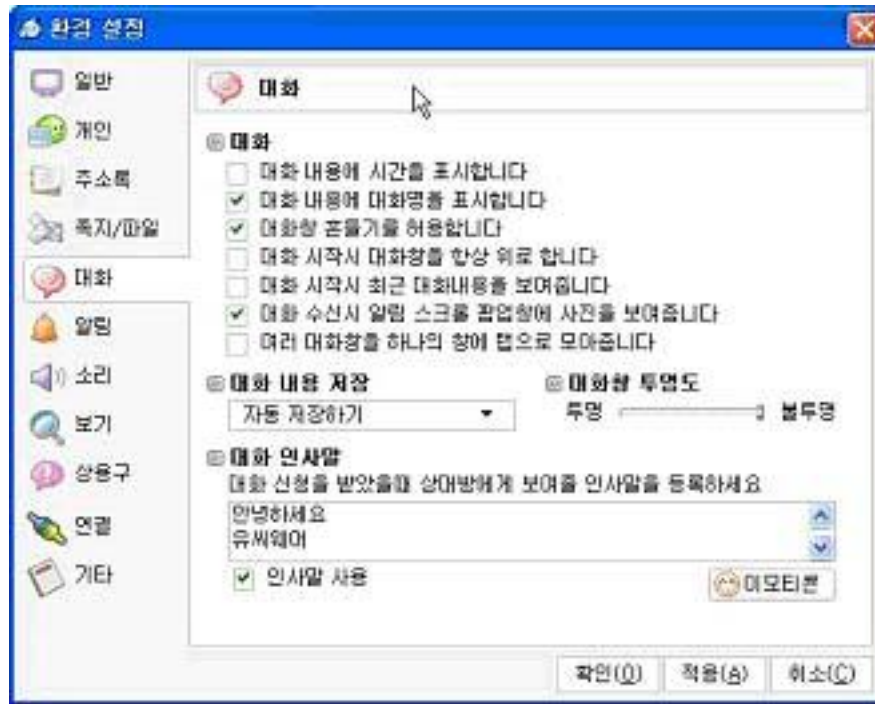 환경 설정
일반
개인
주소록
쪽지/파일
대화
알림
소리
보기
상용구
연결
기타
대화
대화
대화 내용에 시간을 표시합니다
대화 내용에 대화명을 표시합니다
대화창 흔들기를 허용합니다
대화 시작시 대화창을 항상 위로 합니다
대화 시작시 최근 대화내용을 보여줍니다
대화 수신시 알림 스크롤 팝업창에 사진을 보여줍니다
여러 대화창을 하나의 창에 탭으로 모아줍니다
대화 내용 저장
자동 저장하기
대화창 투명도
투명 불투명
대화 인사말
대화 신청을 받았을때 상대방에게 보여줄 인사말을 등록하세요
안녕하세요
유씨웨어
인사말 사용
이모티콘
확인(O) 적용(A) 취소(C)